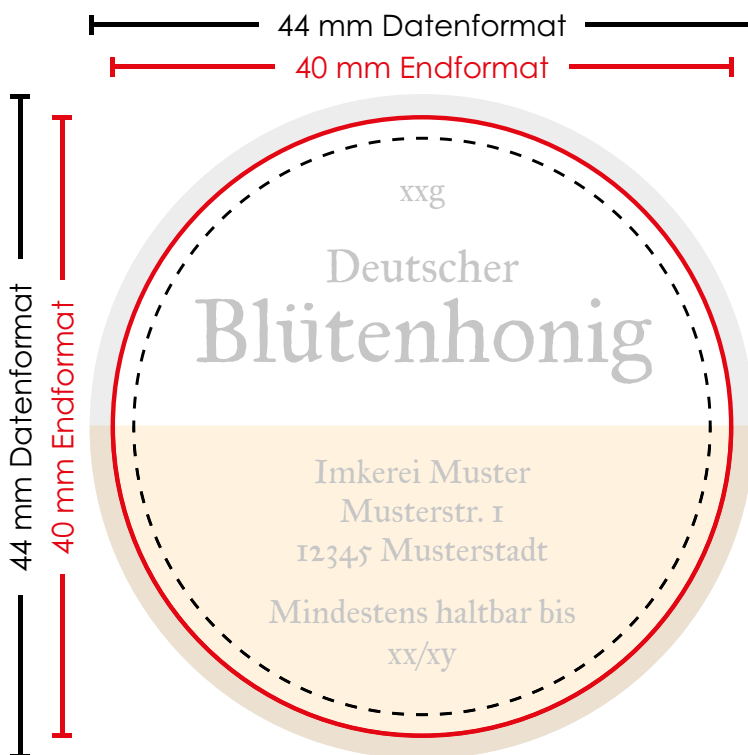 44 mm Datenformat
40 mm Endformat
44 mm Datenformat
40 mm Endformat
xxg
Deutscher
Blütenhonig
Imkerei Muster
Musterstr. 1
12345 Musterstadt
Mindestens haltbar bis
xx/xy